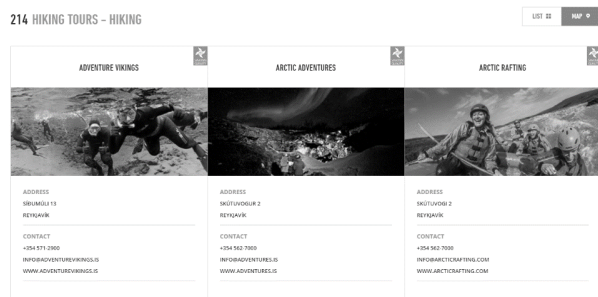 214 HIKING TOURS - HIKING
LIST
MAP
ADVENTURE VIKINGS
ARCTIC ADVENTURES
ARCTIC RAFTING
ADDRESS
SÍÐUMÚLI 13
REYKJAVÍK
CONTACT
+354 571-2900
INFO@ADVENTUREVIKINGS.IS
WWW.ADVENTUREVIKINGS.IS
ADDRESS
SKÚTUVOGUR 2
REYKJAVÍK
CONTACT
+354 562-7000
INFO@ADVENTURES.IS
WWW.ADVENTURES.IS
ADDRESS
SKÚTUVOGI 2
REYKJAVÍK
CONTACT
+354 562-7000
INFO@ARCTICRAFTING.COM
WWW.ARCTICRAFTING.COM